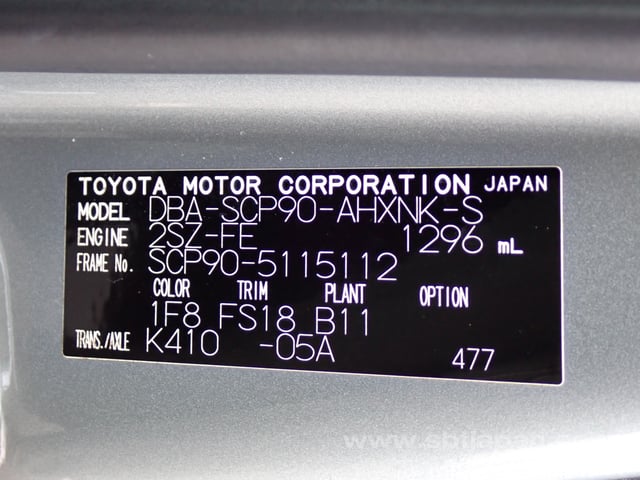 TOYOTA MOTOR CORPORATION JAPAN
MODEL DBA-SCP90-AHXNK-S
ENGINE 2SZ-FE 1296 mL
FRAME No. SCP90-5115112
COLOR TRIM PLANT OPTION
1F8 FS18 B11
TRANS./AXLE K410 -05A 477